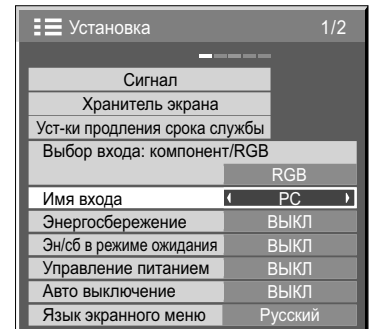 Установка 1/2
Сигнал
Хранитель экрана
Уст-ки продления срока службы
Выбор входа: компонент/RGB
RGB
Имя входа PC
Энергосбережение ВЫКЛ
Эн/сб в режиме ожидания ВЫКЛ
Управление питанием ВЫКЛ
Авто выключение ВЫКЛ
Язык экранного меню Русский